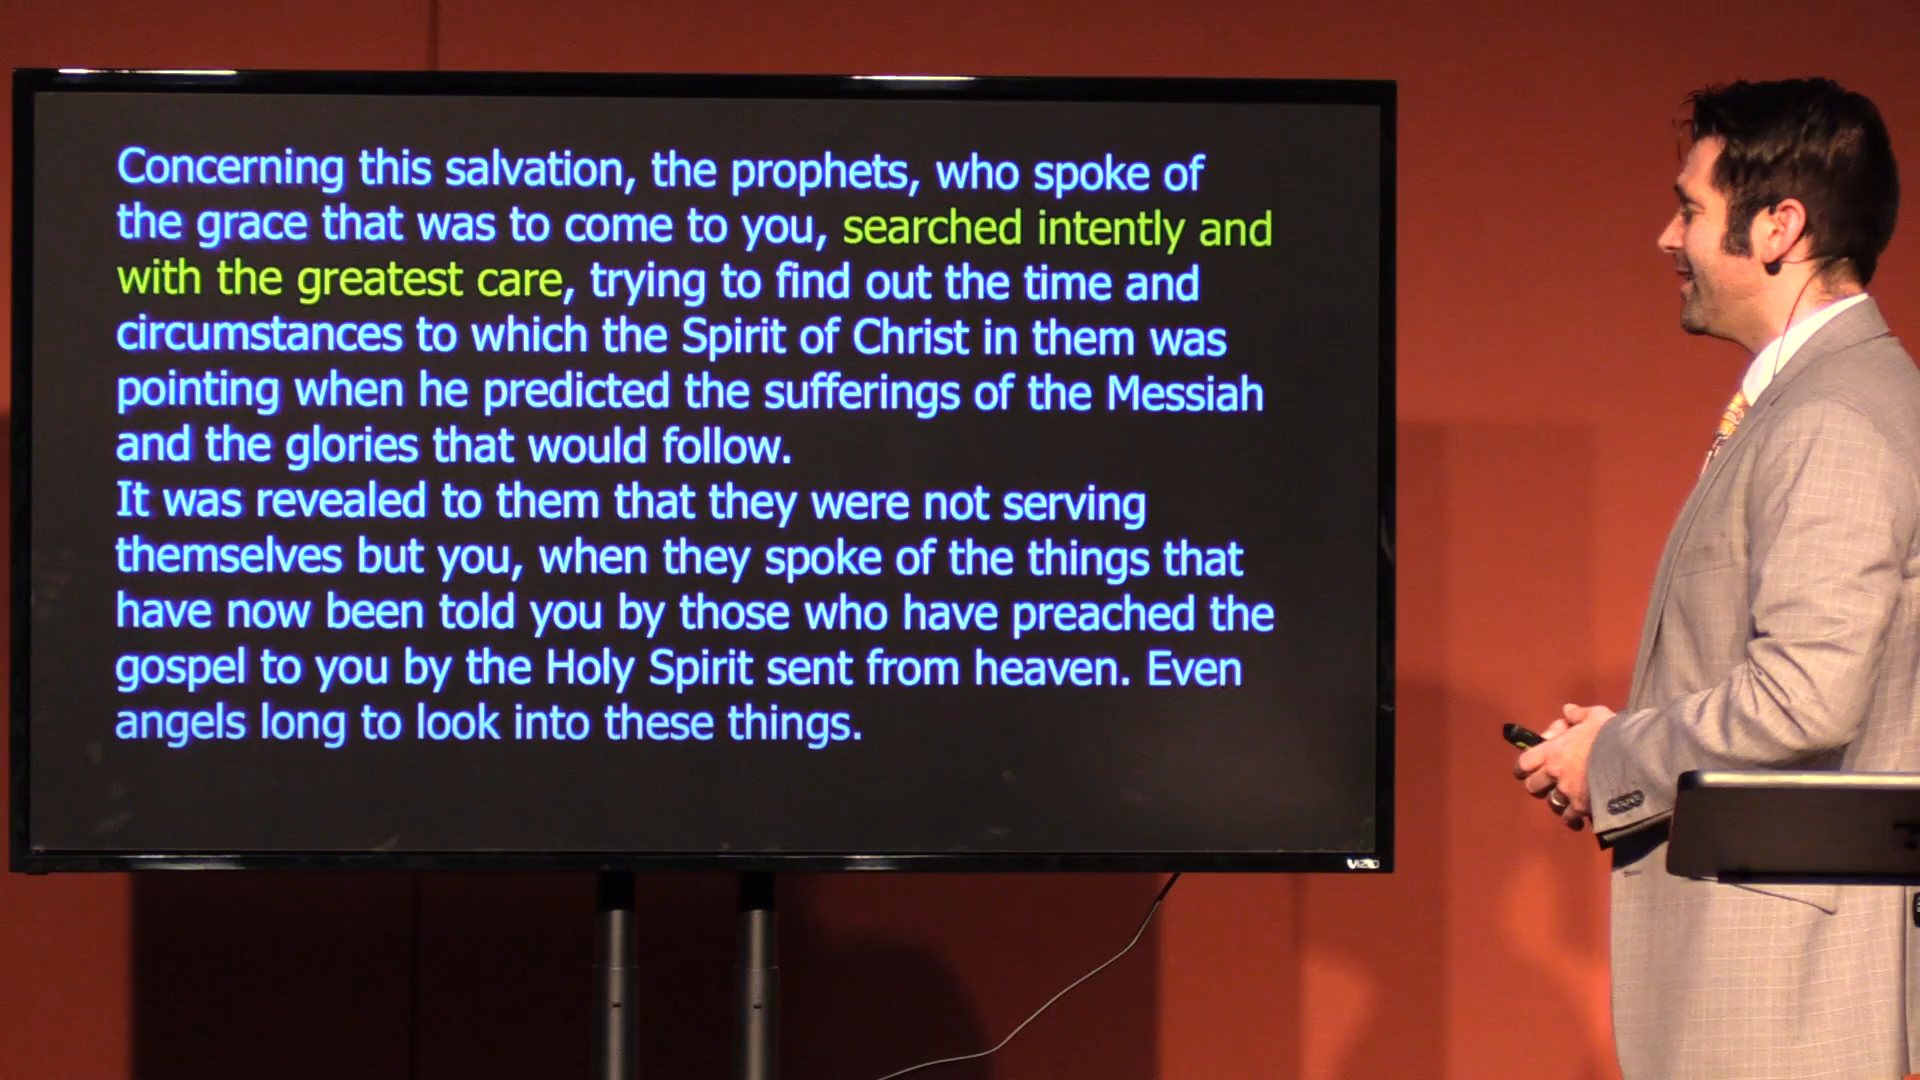 Concerning this salvation, the prophets, who spoke of
the grace that was to come to you, searched intently and
with the greatest care, trying to find out the time and
circumstances to which the Spirit of Christ in them was
pointing when he predicted the sufferings of the Messiah
and the glories that would follow.
It was revealed to them that they were not serving
themselves but you, when they spoke of the things that
have now been told you by those who have preached the
gospel to you by the Holy Spirit sent from heaven. Even
angels long to look into these things.
VIZIO